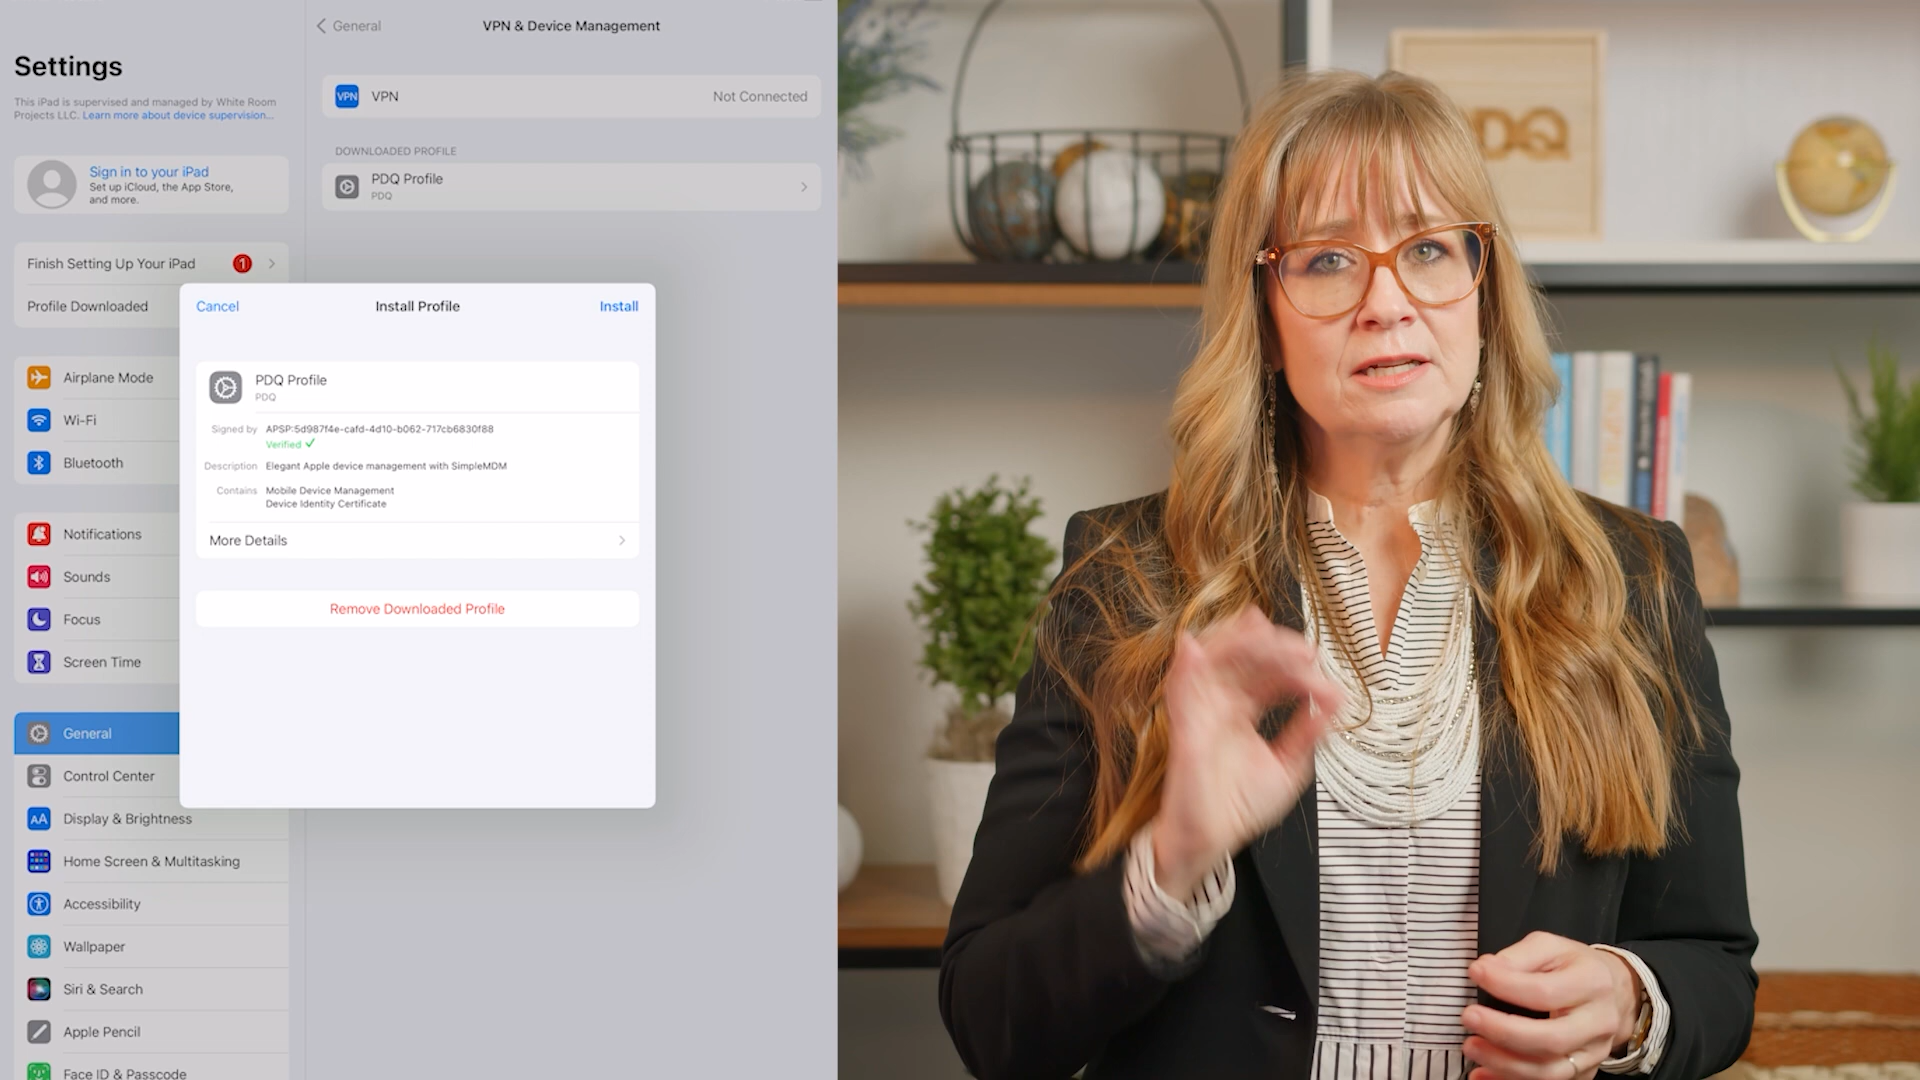 Settings
This iPad is supervised and managed by White Room
Projects LLC. Learn more about device supervision...
Sign in to your iPad
Set up iCloud, the App Store,
and more.
Finish Setting Up Your iPad
1
Profile Downloaded
Airplane Mode
Wi-Fi
Bluetooth
Notifications
Sounds
Focus
Screen Time
General
Control Center
AA
Display & Brightness
Home Screen & Multitasking
Accessibility
Wallpaper
Siri & Search
Apple Pencil
Face ID & Passcode
General
VPN & Device Management
VPN
VPN
Not Connected
DOWNLOADED PROFILE
PDQ Profile
PDQ
Cancel
Install Profile
Install
PDQ Profile
PDQ
Signed by APSP:5d987f4e-cafd-4d10-b062-717cb6830f88
Verified ✓
Description Elegant Apple device management with SimpleMDM
Contains Mobile Device Management
Device Identity Certificate
More Details
Remove Downloaded Profile
DQ